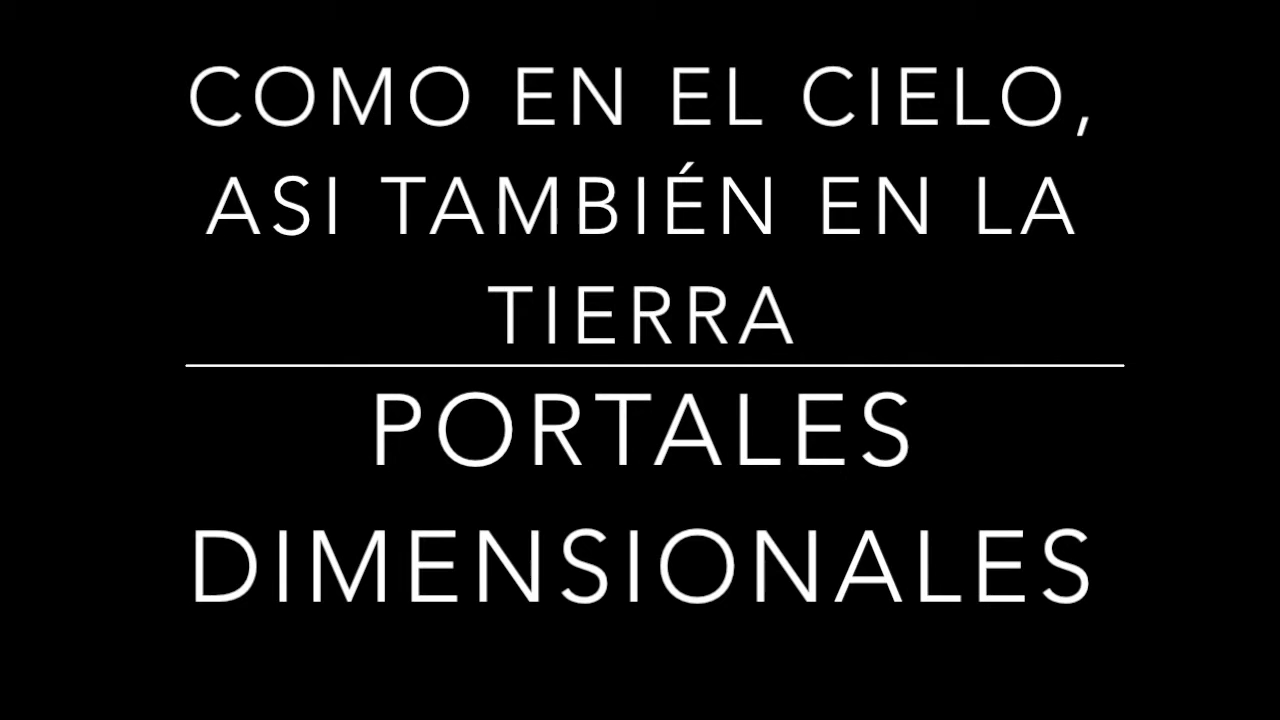 COMO EN EL CIELO,
ASI TAMBIÉN EN LA
TIERRA
PORTALES
DIMENSIONALES